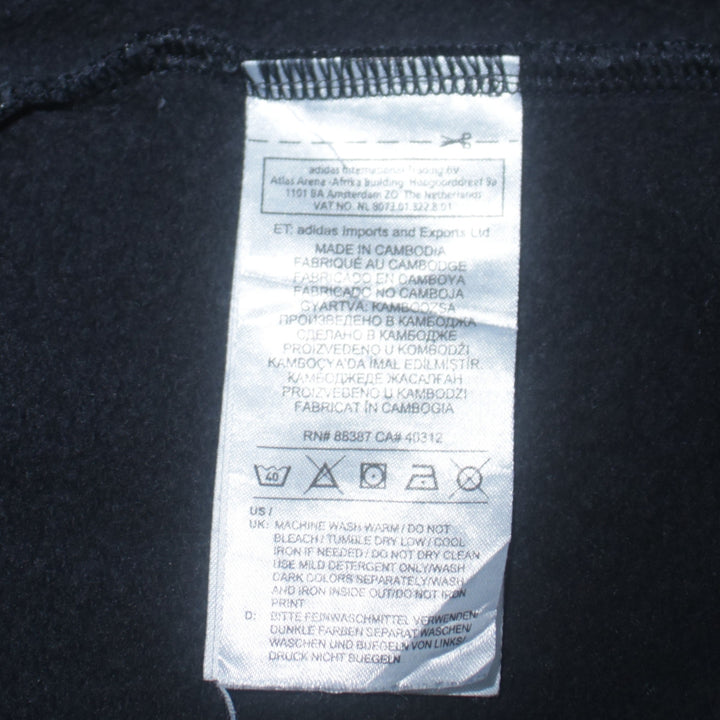 adidas International Trading BV
Atlas Arena -Afrika Building, Hoogoorddreef 9a
1101 BA Amsterdam ZO The Netherlands
VAT NO. NL 8073.01.322.B.01
ET: adidas Imports and Exports Ltd
MADE IN CAMBODIA
FABRIQUÉ AU CAMBODGE
FABRICADO EN CAMBOYA
FABRICADO NO CAMBOJA
GYÁRTVA: KAMBODZSA
ПРОИЗВЕДЕНО В КАМБОДЖА
СДЕЛАНО В КАМБОДЖЕ
PROIZVEDENO U KOMBODŽI
KAMBOÇYA'DA İMAL EDİLMİŞTİR.
КАМБОДЖЕДЕ ЖАСАЛҒАН
PROIZVEDENO U KAMBODZI
FABRICAT ÎN CAMBOGIA
RN# 88387 CA# 40312
40
US /
UK: MACHINE WASH WARM / DO NOT
BLEACH / TUMBLE DRY LOW / COOL
IRON IF NEEDED / DO NOT DRY CLEAN
USE MILD DETERGENT ONLY/WASH
DARK COLORS SEPARATELY/WASH
AND IRON INSIDE OUT/DO NOT IRON
PRINT
D: BITTE FEINWASCHMITTEL VERWENDEN/
DUNKLE FARBEN SEPARAT WASCHEN/
WASCHEN UND BUEGELN VON LINKS/
DRUCK NICHT BUEGELN